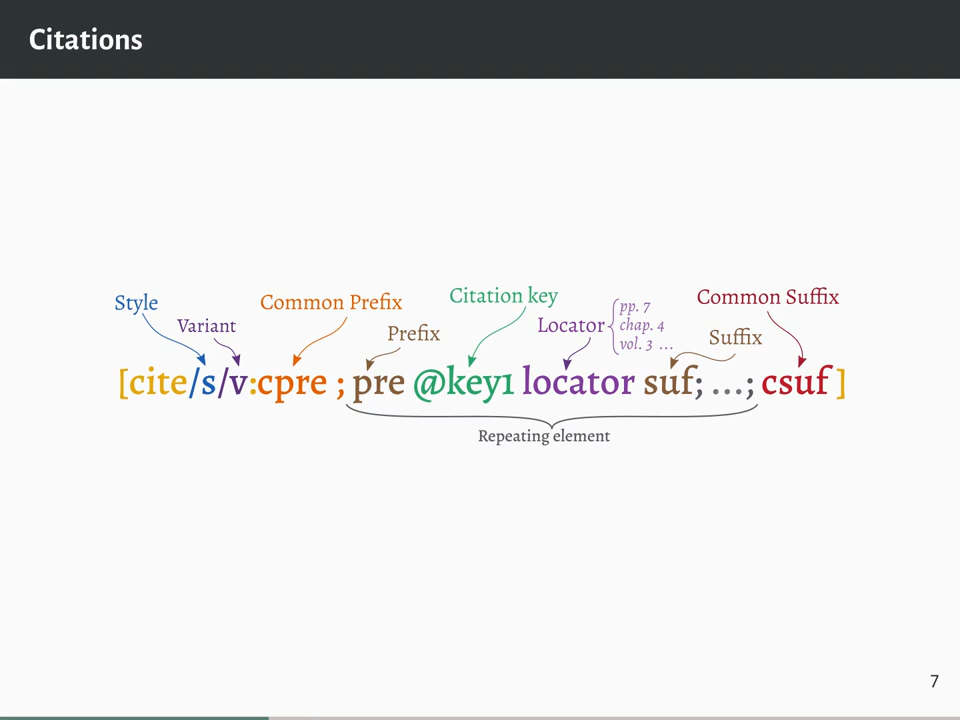 Citations
Style
Variant
Common Prefix
Prefix
Citation key
Locator
pp. 7
chap. 4
vol. 3 ...
Suffix
Common Suffix
[cite/s/v:cpre ; pre @key1 locator suf; ...; csuf ]
Repeating element
7